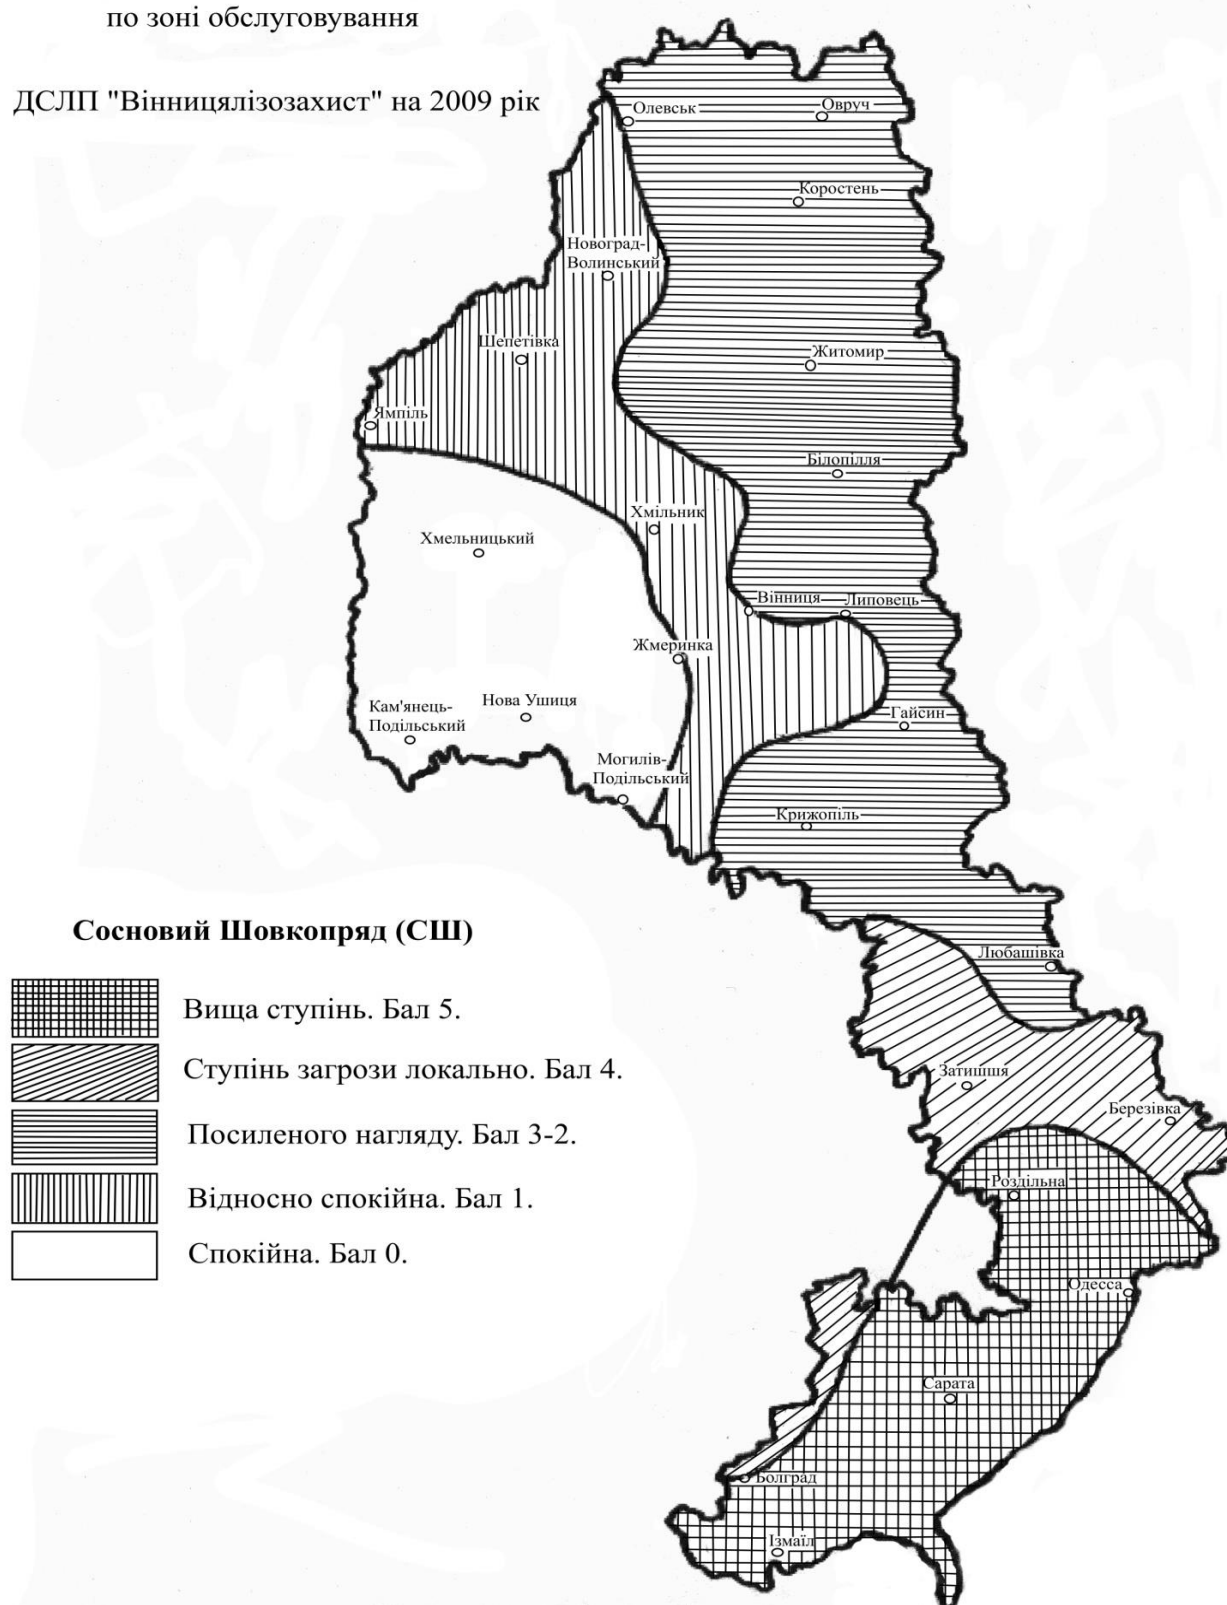 по зоні обслуговування
ДСЛП "Вінницялізозахист" на 2009 рік
Олевськ
Овруч
Коростень
Новоград-
Волинський
Шепетівка
Житомир
Ямпіль
Білопілля
Хмільник
Хмельницький
Вінниця
Липовець
Жмеринка
Нова Ушиця
Кам'янець-
Подільський
Гайсин
Могилів-
Подільський
Крижопіль
Сосновий Шовкопряд (СШ)
Любашівка
Вища ступінь. Бал 5.
Ступінь загрози локально. Бал 4.
Затишшя
Березівка
Посиленого нагляду. Бал 3-2.
Роздільна
Відносно спокійна. Бал 1.
Спокійна. Бал 0.
Одесса
Сарата
Болград
Ізмаїл